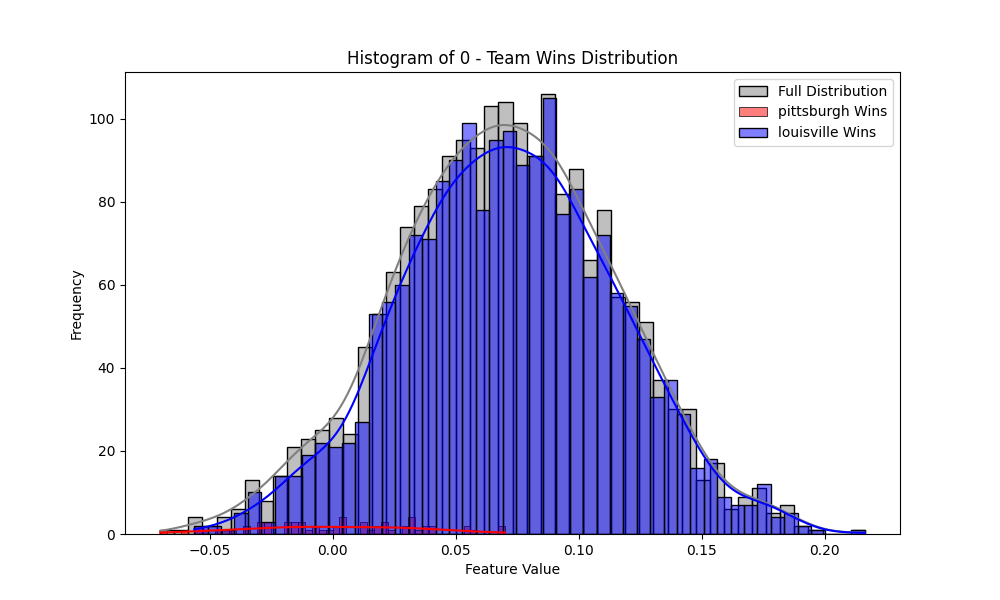 Histogram of 0 - Team Wins Distribution
Full Distribution
pittsburgh Wins
louisville Wins
Frequency
100
80
60
40
20
0
−0.05 0.00 0.05 0.10 0.15 0.20
Feature Value